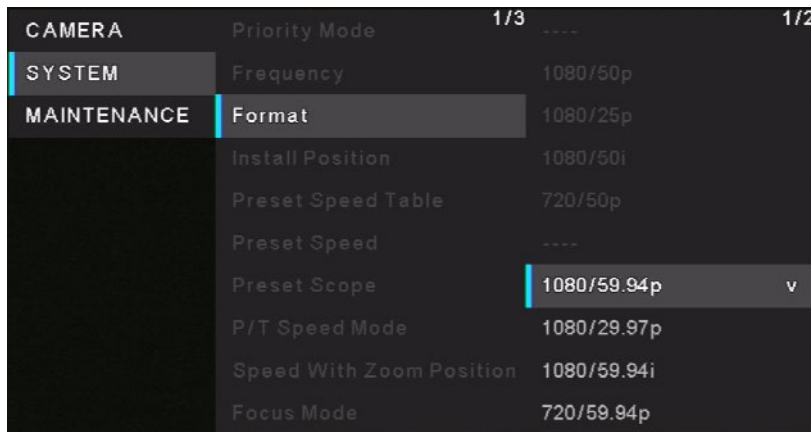 CAMERA
SYSTEM
MAINTENANCE
1/3
Priority Mode
Frequency
Format
Install Position
Preset Speed Table
Preset Speed
Preset Scope
P/T Speed Mode
Speed With Zoom Position
Focus Mode
1/2
----
1080/50p
1080/25p
1080/50i
720/50p
----
1080/59.94p v
1080/29.97p
1080/59.94i
720/59.94p